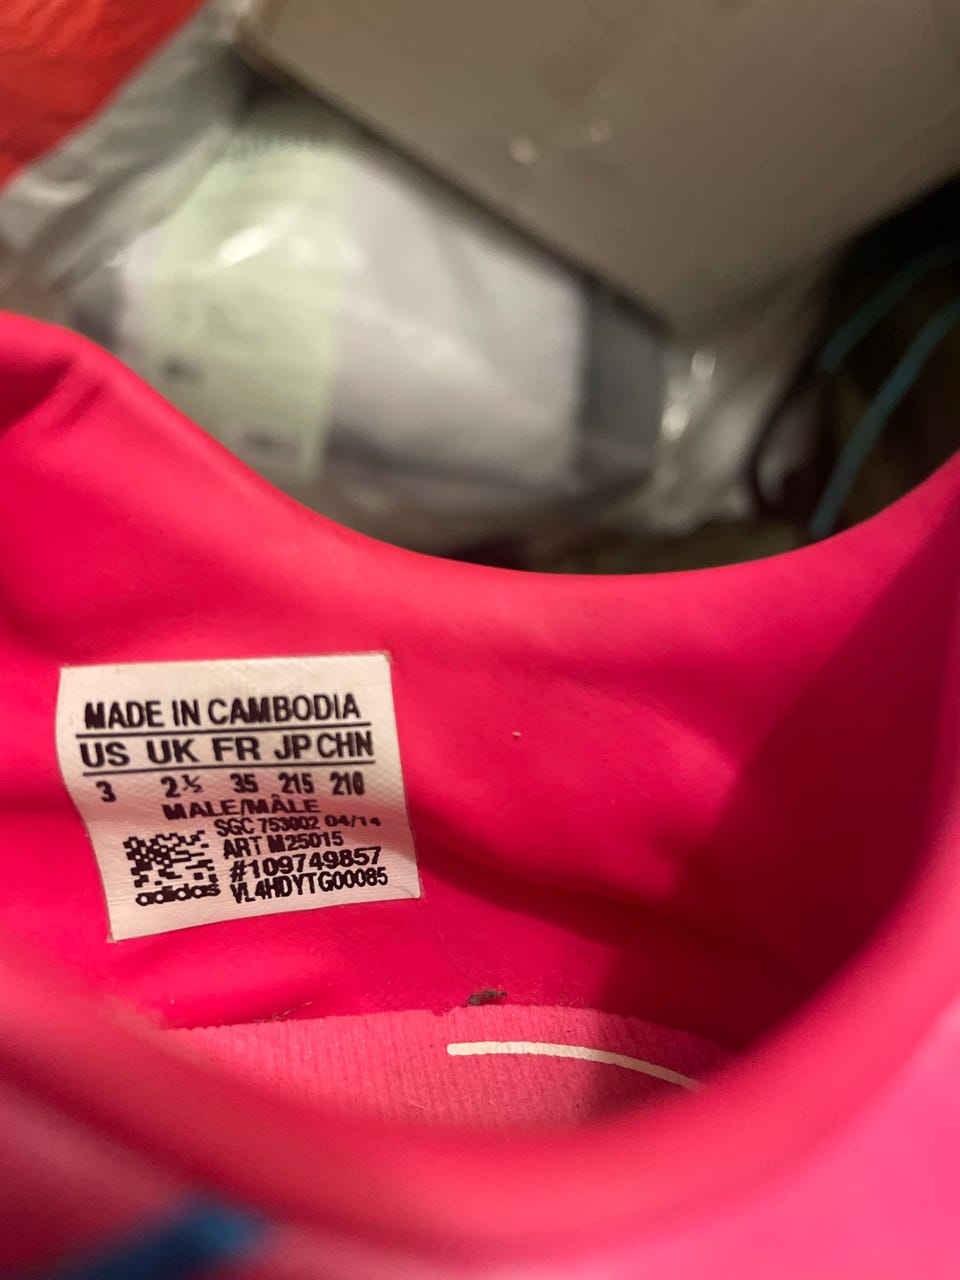 MADE IN CAMBODIA
US UK FR JP CHN
3 2½ 35 215 210
MALE/MÂLE
SGC 753002 04/14
ART M25015
#109749857
adidas YL4HDYTG00085